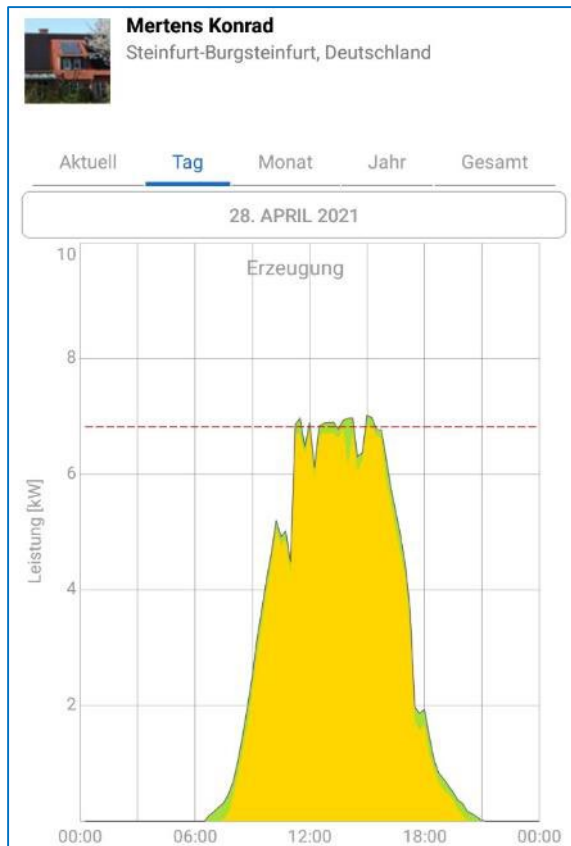 Mertens Konrad
Steinfurt-Burgsteinfurt, Deutschland
Aktuell Tag Monat Jahr Gesamt
28. APRIL 2021
Erzeugung
10
8
6
4
2
Leistung [kW]
00:00 06:00 12:00 18:00 00:00